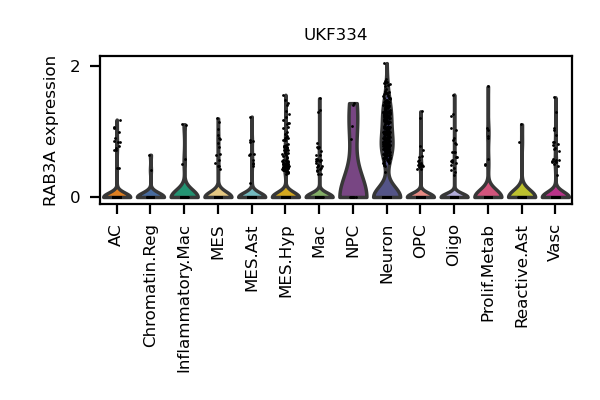 UKF334
RAB3A expression
2
0
AC
Chromatin.Reg
Inflammatory.Mac
MES
MES.Ast
MES.Hyp
Mac
NPC
Neuron
OPC
Oligo
Prolif.Metab
Reactive.Ast
Vasc